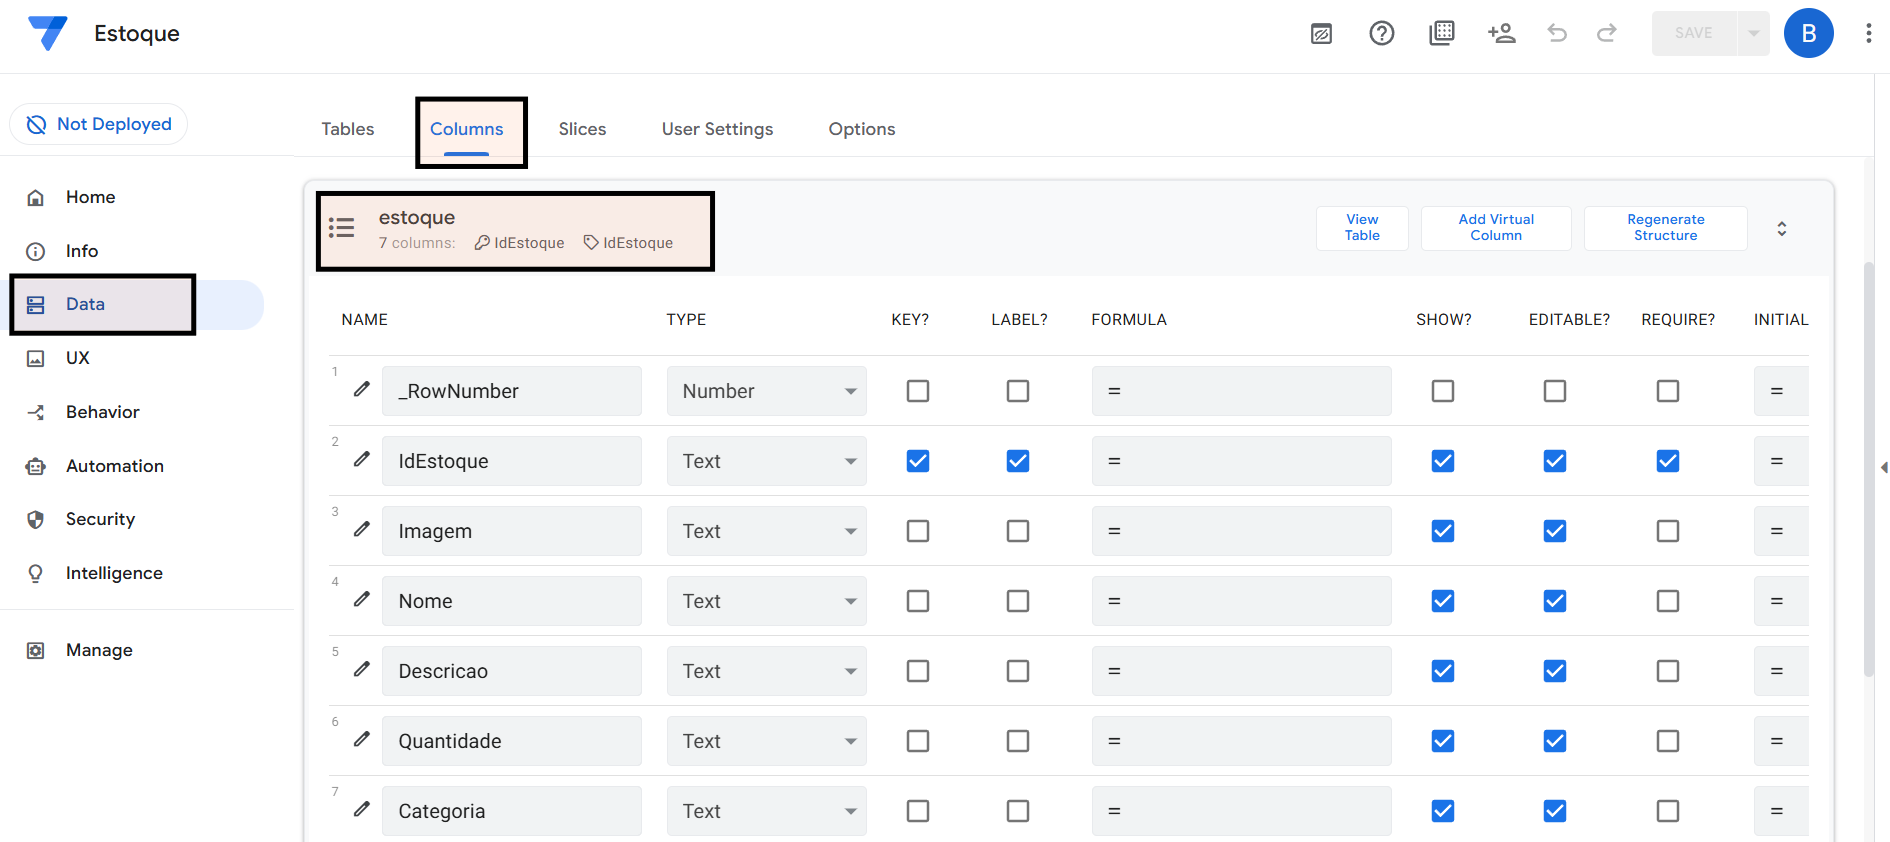 Estoque
SAVE
B
Not Deployed
Tables Columns Slices User Settings Options
Home
Info
Data
UX
Behavior
Automation
Security
Intelligence
Manage
estoque
7 columns: IdEstoque IdEstoque
View Table
Add Virtual Column
Regenerate Structure
NAME TYPE KEY? LABEL? FORMULA SHOW? EDITABLE? REQUIRE? INITIAL
1 _RowNumber Number = =
2 IdEstoque Text = =
3 Imagem Text = =
4 Nome Text = =
5 Descricao Text = =
6 Quantidade Text = =
7 Categoria Text = =